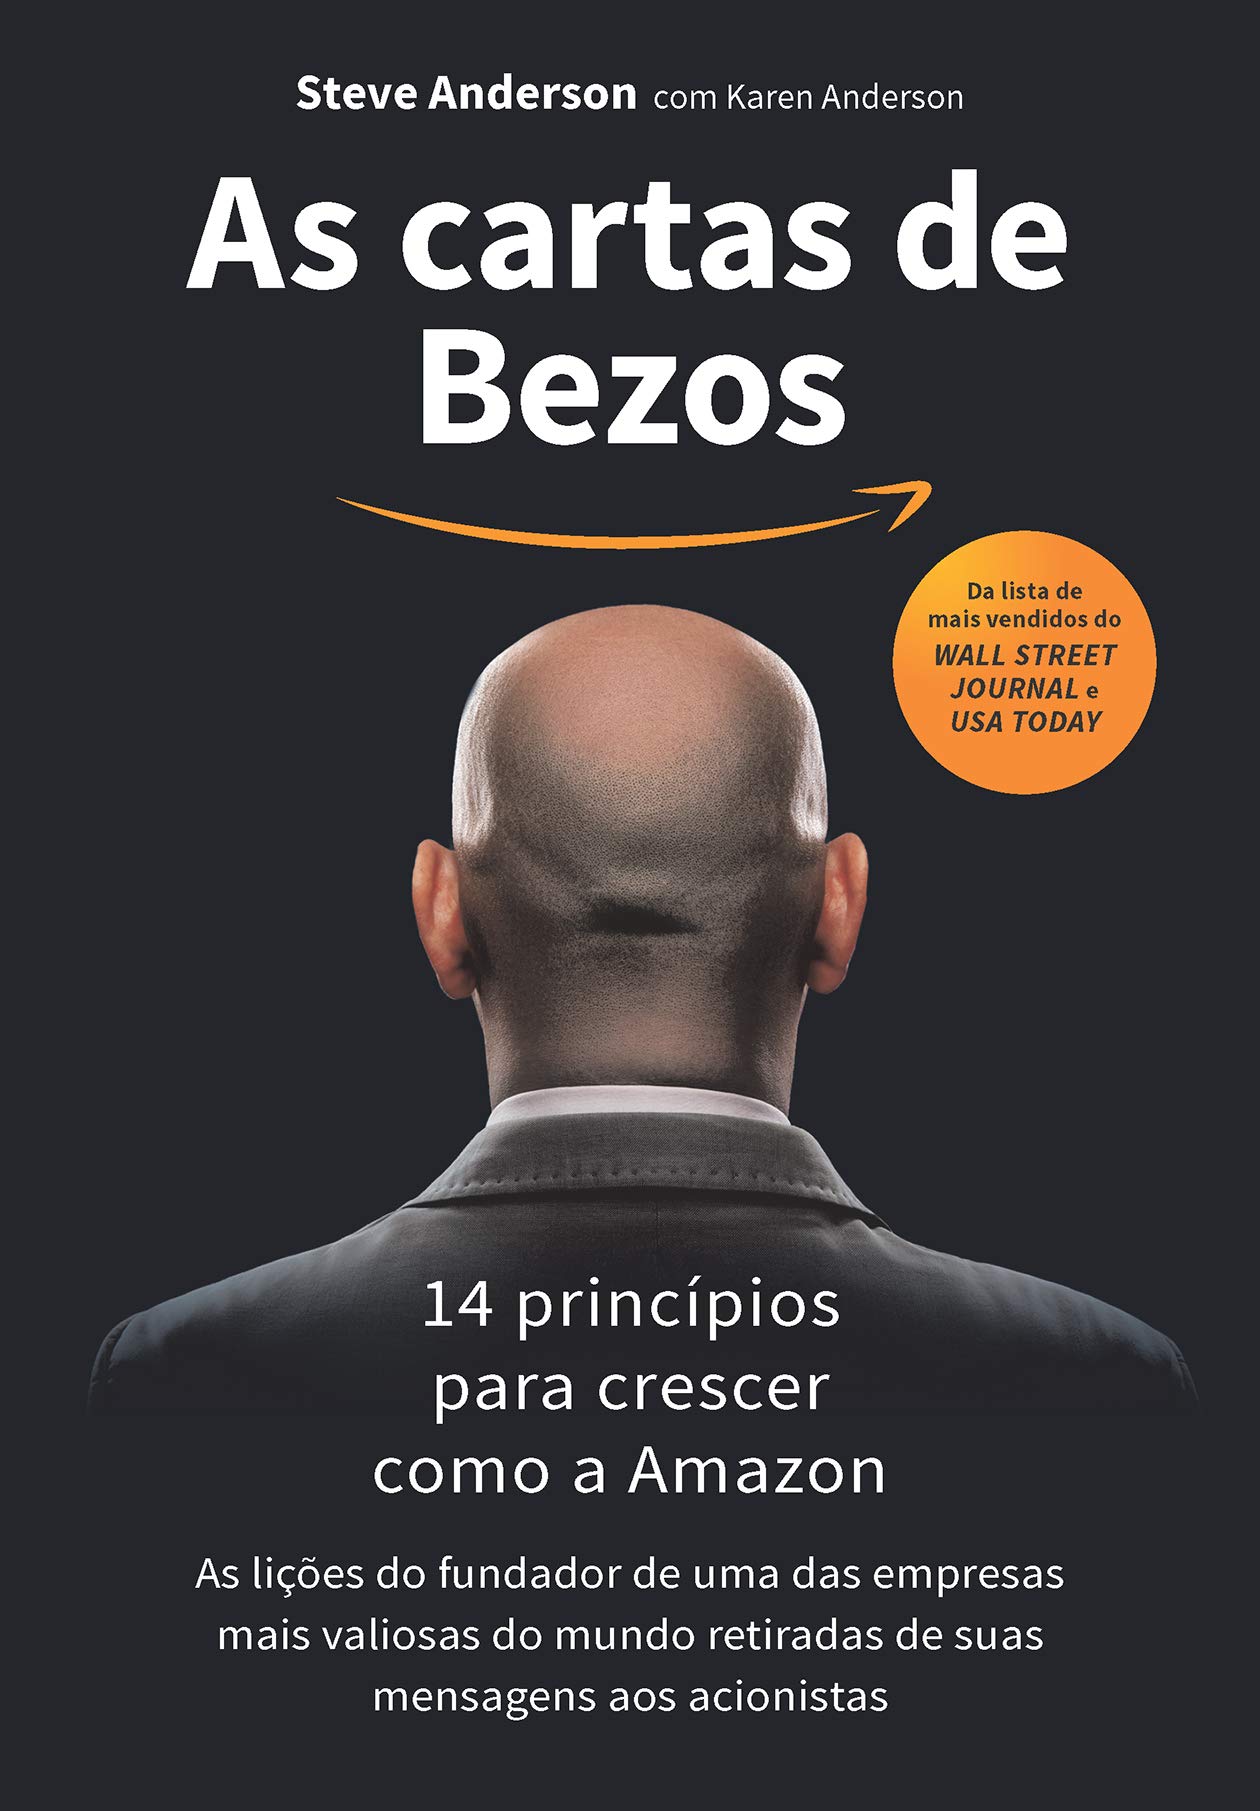 Steve Anderson com Karen Anderson
As cartas de
Bezos
Da lista de
mais vendidos do
WALL STREET
JOURNAL e
USA TODAY
14 princípios
para crescer
como a Amazon
As lições do fundador de uma das empresas
mais valiosas do mundo retiradas de suas
mensagens aos acionistas